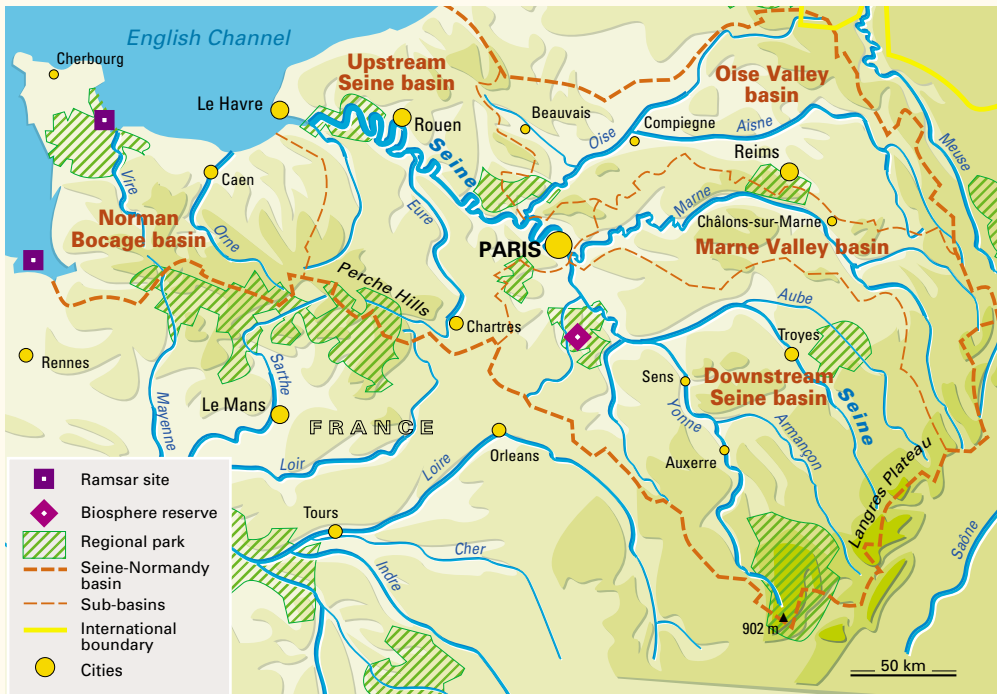 English Channel
Cherbourg
Upstream
Seine basin
Oise Valley
basin
Le Havre
Rouen
Beauvais
Compiegne
Oise
Aisne
Meuse
Seine
Reims
Vire
Caen
Eure
Marne
Châlons-sur-Marne
Norman
Bocage basin
Orne
PARIS
Marne Valley basin
Perche Hills
Chartres
Aube
Troyes
Rennes
Sarthe
Sens
Downstream
Seine basin
Seine
Mayenne
Le Mans
FRANCE
Yonne
Armançon
Loir
Loire
Orleans
Auxerre
Langres Plateau
Tours
Cher
Indre
Saône
902 m
50 km
Ramsar site
Biosphere reserve
Regional park
Seine-Normandy
basin
Sub-basins
International
boundary
Cities